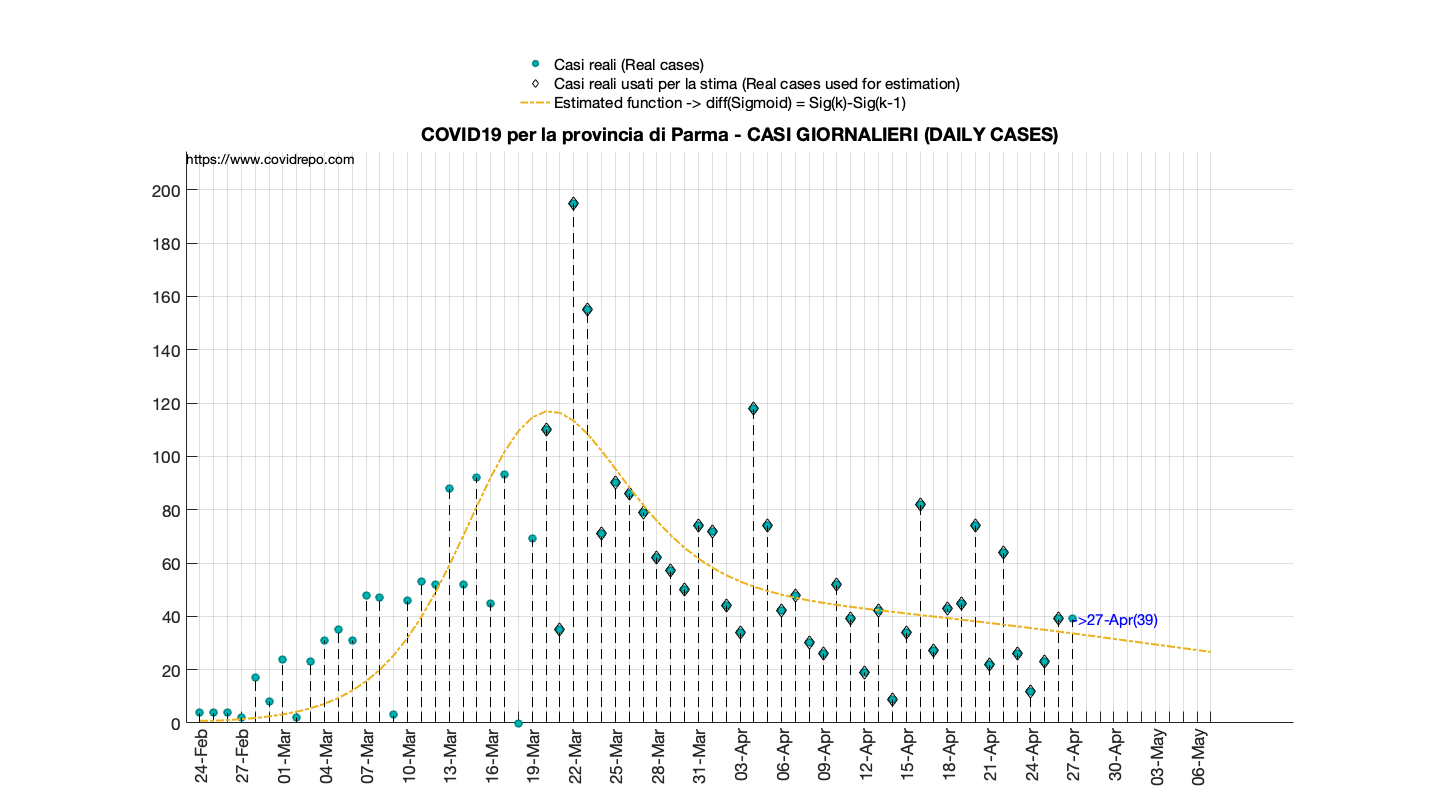 Casi reali (Real cases)
Casi reali usati per la stima (Real cases used for estimation)
Estimated function -> diff(Sigmoid) = Sig(k)-Sig(k-1)
COVID19 per la provincia di Parma - CASI GIORNALIERI (DAILY CASES)
https://www.covidrepo.com
200
180
160
140
120
100
80
60
40
20
0
->27-Apr(39)
24-Feb
27-Feb
01-Mar
04-Mar
07-Mar
10-Mar
13-Mar
16-Mar
19-Mar
22-Mar
25-Mar
28-Mar
31-Mar
03-Apr
06-Apr
09-Apr
12-Apr
15-Apr
18-Apr
21-Apr
24-Apr
27-Apr
30-Apr
03-May
06-May